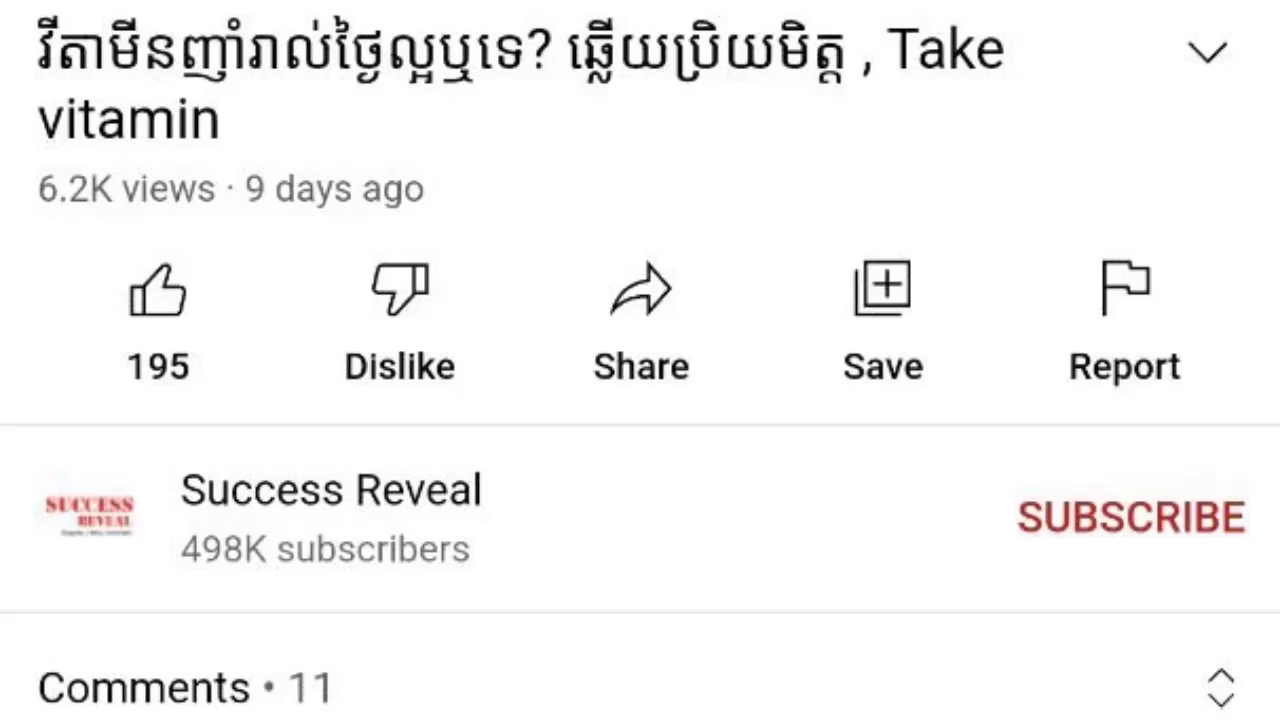 វីតាមីនញ៉ាំរាល់ថ្ងៃល្អឬទេ? ឆ្លើយប្រិយមិត្ត , Take
vitamin
6.2K views · 9 days ago
195 Dislike Share Save Report
SUCCESS
REVEAL
Success Reveal
498K subscribers
SUBSCRIBE
Comments • 11